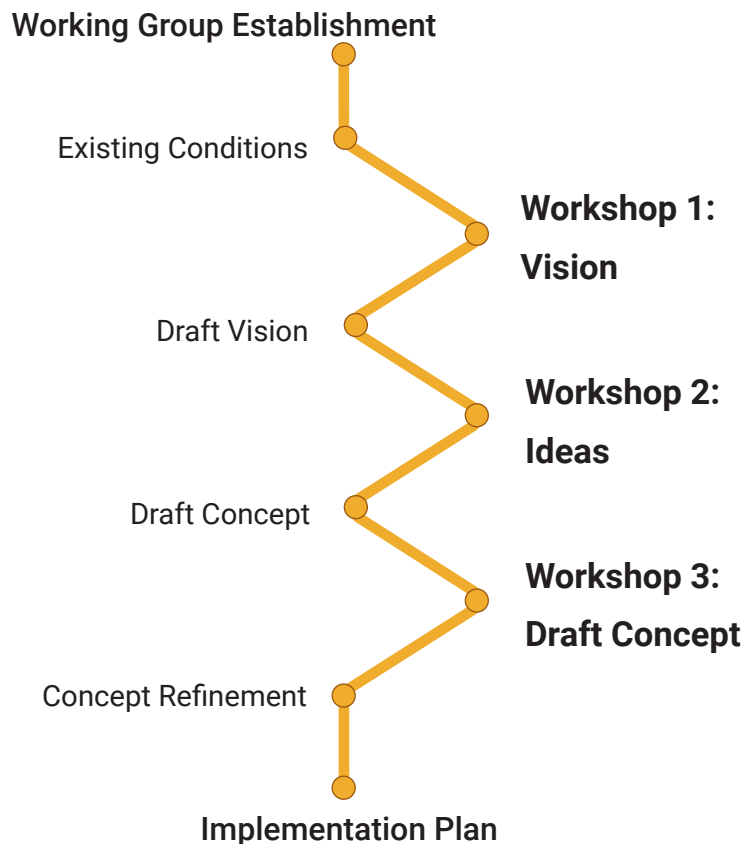 Working Group Establishment
Existing Conditions
Workshop 1:
Vision
Draft Vision
Workshop 2:
Ideas
Draft Concept
Workshop 3:
Draft Concept
Concept Refinement
Implementation Plan